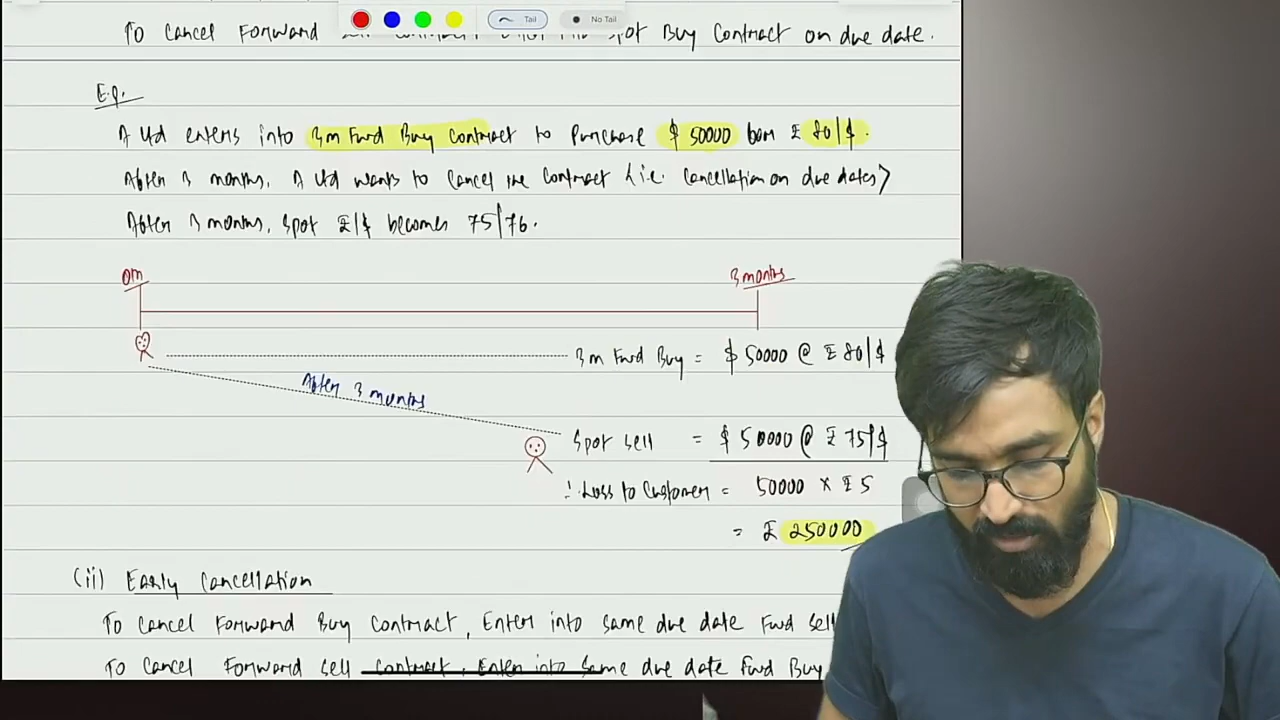 Tail
No Tail
To Cancel Forward Spot Buy Contract on due date.
E.g.
A Ltd enters into 3m Fwd Buy Contract to Purchase $ 50000 from ₹ 80/$.
After 3 months, A Ltd wants to Cancel the Contract (i.e. Cancellation on due dates)
After 3 months, Spot ₹/$ becomes 75/76.
0m
3 months
3m Fwd Buy = $ 50000 @ ₹ 80/$
After 3 months
Spot Sell = $ 50000 @ ₹ 75/$
∴ Loss to Customer = 50000 × ₹ 5
= ₹ 250000
(ii) Early Cancellation
To Cancel Forward Buy Contract, Enter into same due date Fwd Sell
To Cancel Forward Sell Contract, Enter into same due date Fwd Buy